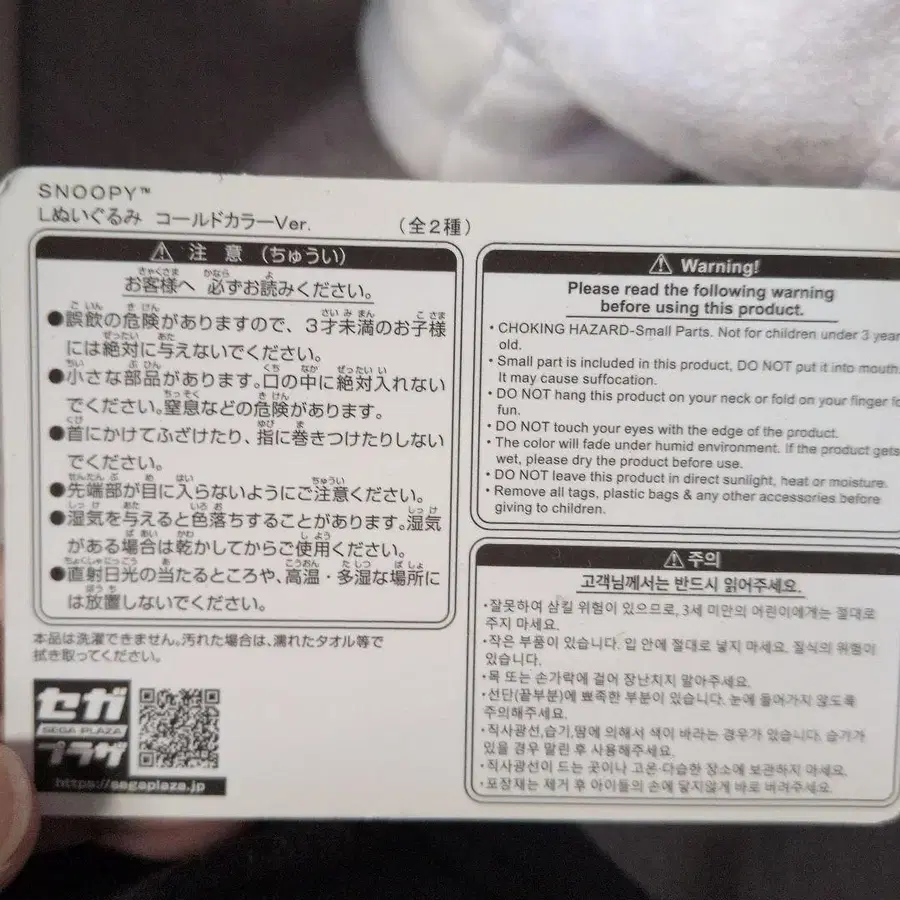 SNOOPY™
Lぬいぐるみ コールドカラーVer. (全2種)
⚠ 注 意 (ちゅうい)
お客様へ 必ずお読みください。
●誤飲の危険がありますので、3才未満のお子様
には絶対に与えないでください。
●小さな部品があります。口の中に絶対入れない
でください。窒息などの危険があります。
●首にかけてふざけたり、指に巻きつけたりしない
でください。
●先端部が目に入らないようにご注意ください。
●湿気を与えると色落ちすることがあります。湿気
がある場合は乾かしてからご使用ください。
●直射日光の当たるところや、高温・多湿な場所に
は放置しないでください。
本品は洗濯できません。汚れた場合は、濡れたタオル等で
拭き取ってください。
セガ
SEGA PLAZA
プラザ
https://segaplaza.jp
⚠ Warning!
Please read the following warning
before using this product.
• CHOKING HAZARD-Small Parts. Not for children under 3 year
old.
• Small part is included in this product, DO NOT put it into mouth.
It may cause suffocation.
• DO NOT hang this product on your neck or fold on your finger fo
fun.
• DO NOT touch your eyes with the edge of the product.
• The color will fade under humid environment. If the product gets
wet, please dry the product before use.
• DO NOT leave this product in direct sunlight, heat or moisture.
• Remove all tags, plastic bags & any other accessories before
giving to children.
⚠ 주의
고객님께서는 반드시 읽어주세요.
·잘못하여 삼킬 위험이 있으므로, 3세 미만의 어린이에게는 절대로
주지 마세요.
·작은 부품이 있습니다. 입 안에 절대로 넣지 마세요. 질식의 위험이
있습니다.
·목 또는 손가락에 걸어 장난치지 말아주세요.
·선단(끝부분)에 뾰족한 부분이 있습니다. 눈에 들어가지 않도록
주의해주세요.
·직사광선,습기,땀에 의해서 색이 바라는 경우가 있습니다. 습기가
있을 경우 말린 후 사용해주세요.
·직사광선이 드는 곳이나 고온·다습한 장소에 보관하지 마세요.
·포장재는 제거 후 아이들의 손에 닿지않게 바로 버려주세요.